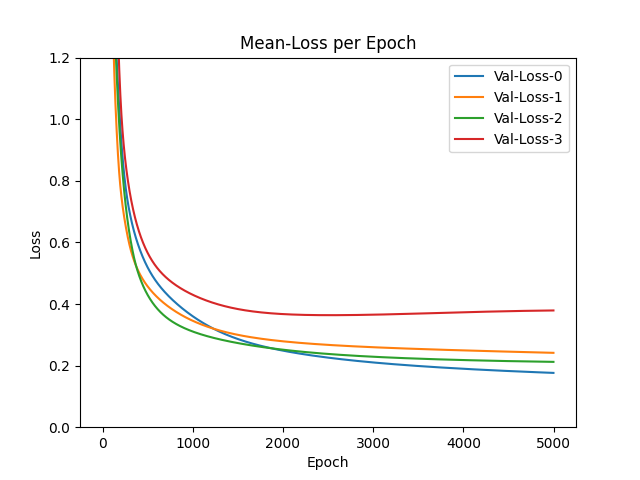 Mean-Loss per Epoch
Val-Loss-0
Val-Loss-1
Val-Loss-2
Val-Loss-3
Loss
1.2
1.0
0.8
0.6
0.4
0.2
0.0
0 1000 2000 3000 4000 5000
Epoch